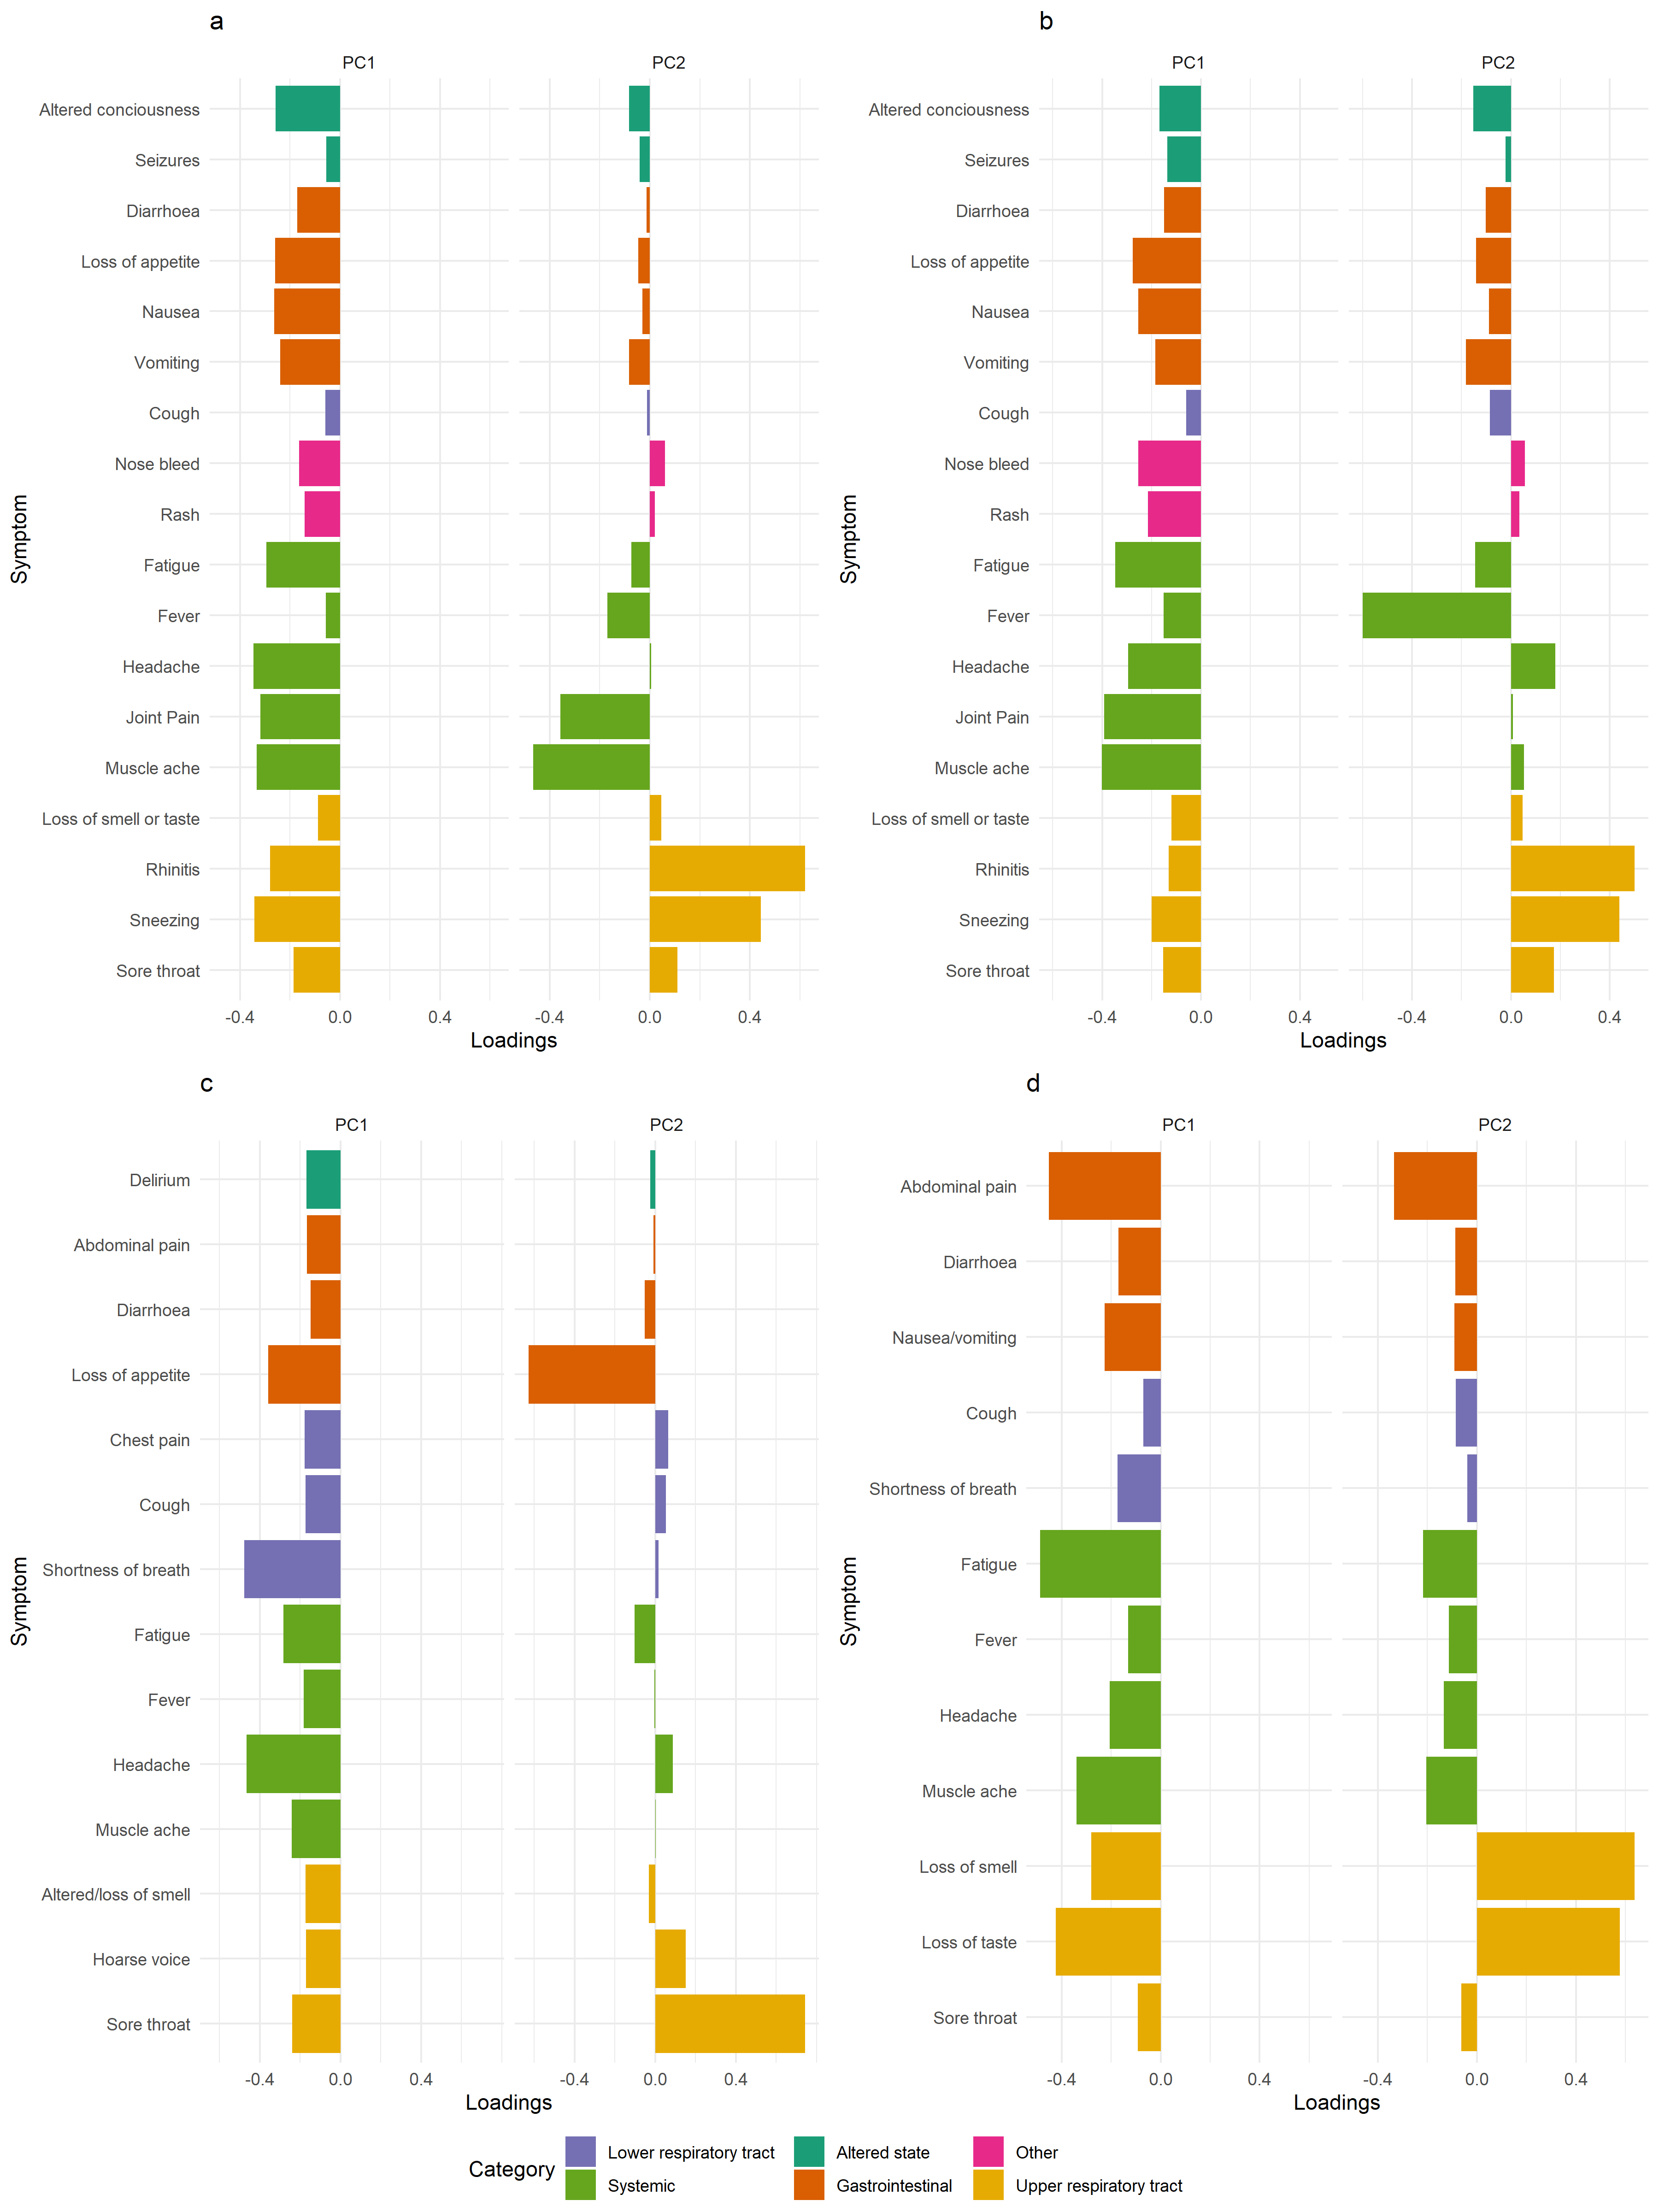 a
PC1 PC2
Altered conciousness
Seizures
Diarrhoea
Loss of appetite
Nausea
Vomiting
Cough
Nose bleed
Rash
Fatigue
Fever
Headache
Joint Pain
Muscle ache
Loss of smell or taste
Rhinitis
Sneezing
Sore throat
Symptom
-0.4 0.0 0.4 -0.4 0.0 0.4
Loadings
b
PC1 PC2
Altered conciousness
Seizures
Diarrhoea
Loss of appetite
Nausea
Vomiting
Cough
Nose bleed
Rash
Fatigue
Fever
Headache
Joint Pain
Muscle ache
Loss of smell or taste
Rhinitis
Sneezing
Sore throat
Symptom
-0.4 0.0 0.4 -0.4 0.0 0.4
Loadings
c
PC1 PC2
Delirium
Abdominal pain
Diarrhoea
Loss of appetite
Chest pain
Cough
Shortness of breath
Fatigue
Fever
Headache
Muscle ache
Altered/loss of smell
Hoarse voice
Sore throat
Symptom
-0.4 0.0 0.4 -0.4 0.0 0.4
Loadings
d
PC1 PC2
Abdominal pain
Diarrhoea
Nausea/vomiting
Cough
Shortness of breath
Fatigue
Fever
Headache
Muscle ache
Loss of smell
Loss of taste
Sore throat
Symptom
-0.4 0.0 0.4 -0.4 0.0 0.4
Loadings
Category
Lower respiratory tract Altered state Other
Systemic Gastrointestinal Upper respiratory tract